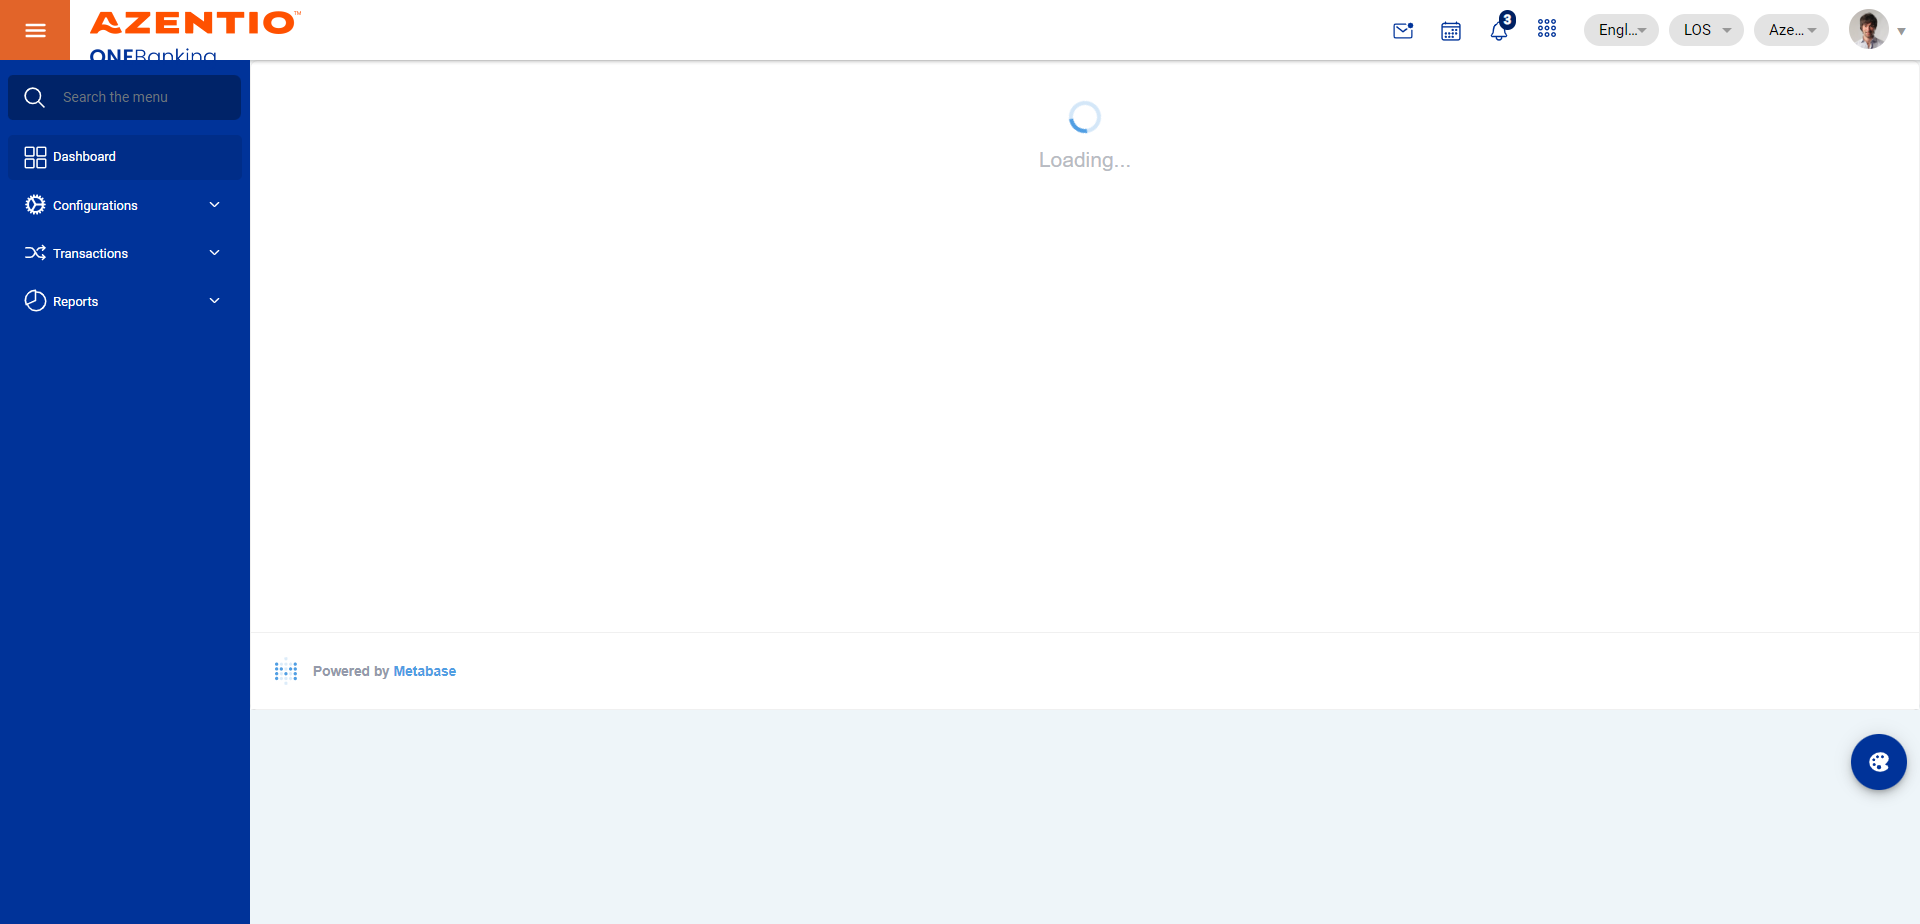 AZENTIO™
ONEBanking
3
Engl...
LOS
Aze...
Search the menu
Dashboard
Configurations
Transactions
Reports
Loading...
Powered by Metabase